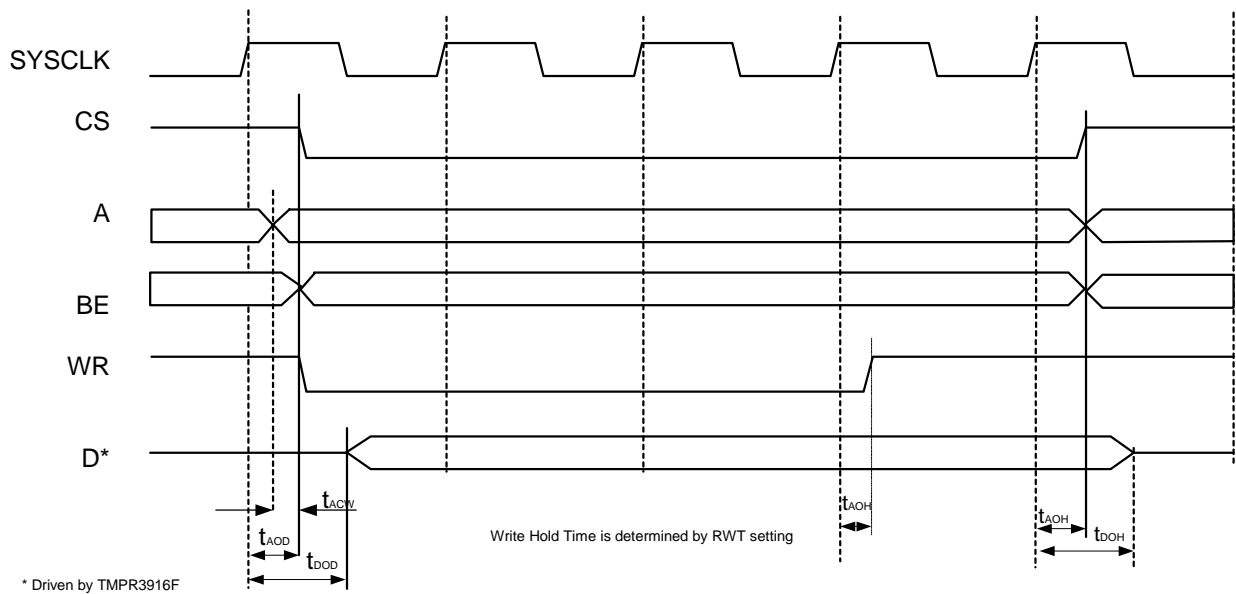 SYSCLK
CS
A
BE
WR
D*
tACW
tAOH
tAOH
Write Hold Time is determined by RWT setting
tAOD
tDOH
tDOD
* Driven by TMPR3916F